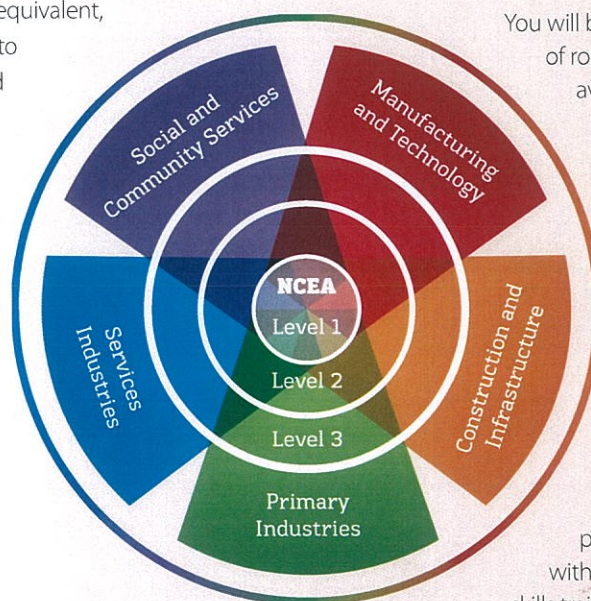 equivalent,
to
You will b
of ro
av
Social and
Community Services
Manufacturing
and Technology
NCEA
Level 1
Level 2
Level 3
Services
Industries
Construction and
Infrastructure
Primary
Industries
p
with